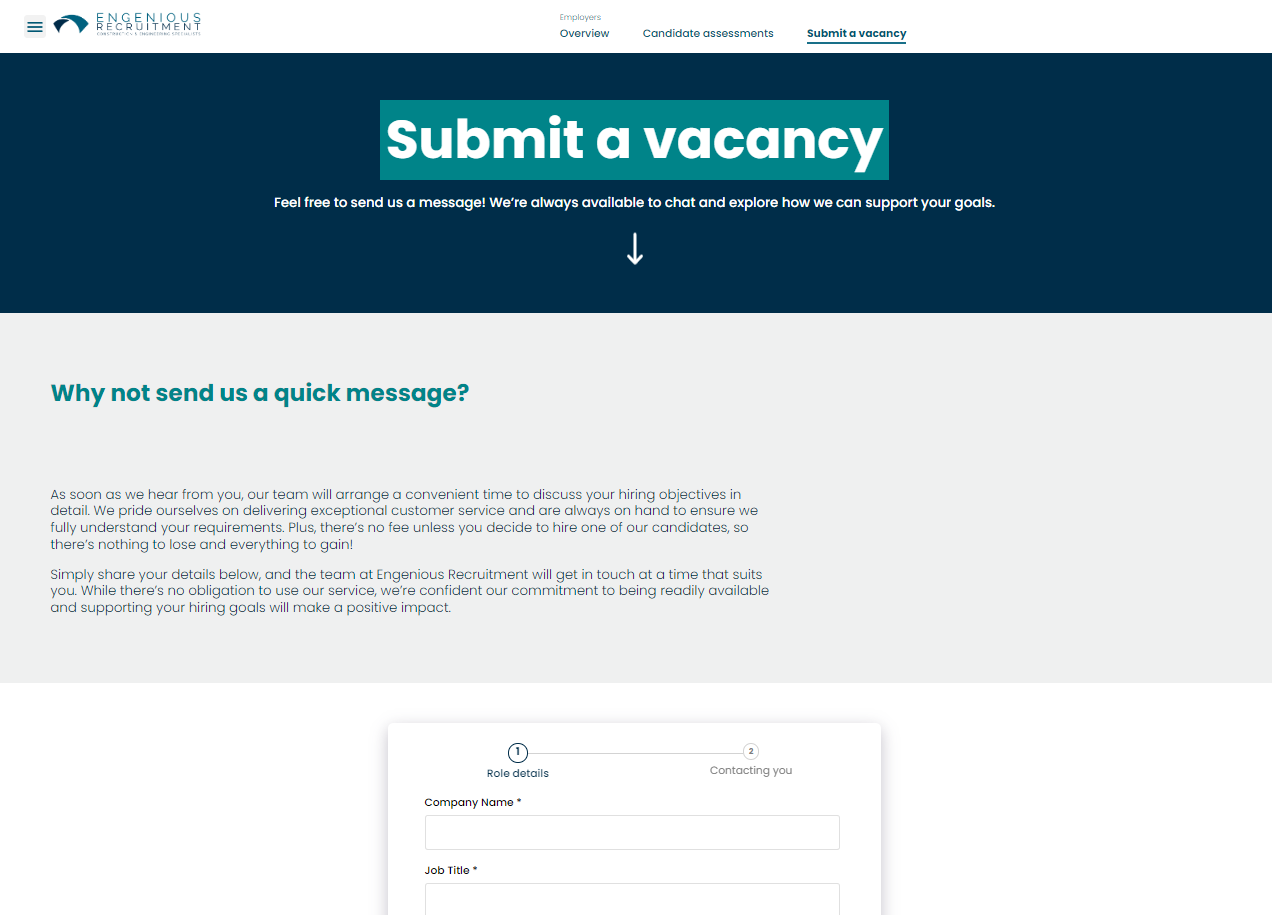 ENGENIOUS
RECRUITMENT
CONSTRUCTION & ENGINEERING SPECIALISTS
Employers
Overview
Candidate assessments
Submit a vacancy
Submit a vacancy
Feel free to send us a message! We’re always available to chat and explore how we can support your goals.
Why not send us a quick message?
As soon as we hear from you, our team will arrange a convenient time to discuss your hiring objectives in
detail. We pride ourselves on delivering exceptional customer service and are always on hand to ensure we
fully understand your requirements. Plus, there’s no fee unless you decide to hire one of our candidates, so
there’s nothing to lose and everything to gain!
Simply share your details below, and the team at Engenious Recruitment will get in touch at a time that suits
you. While there’s no obligation to use our service, we’re confident our commitment to being readily available
and supporting your hiring goals will make a positive impact.
1
Role details
2
Contacting you
Company Name *
Job Title *